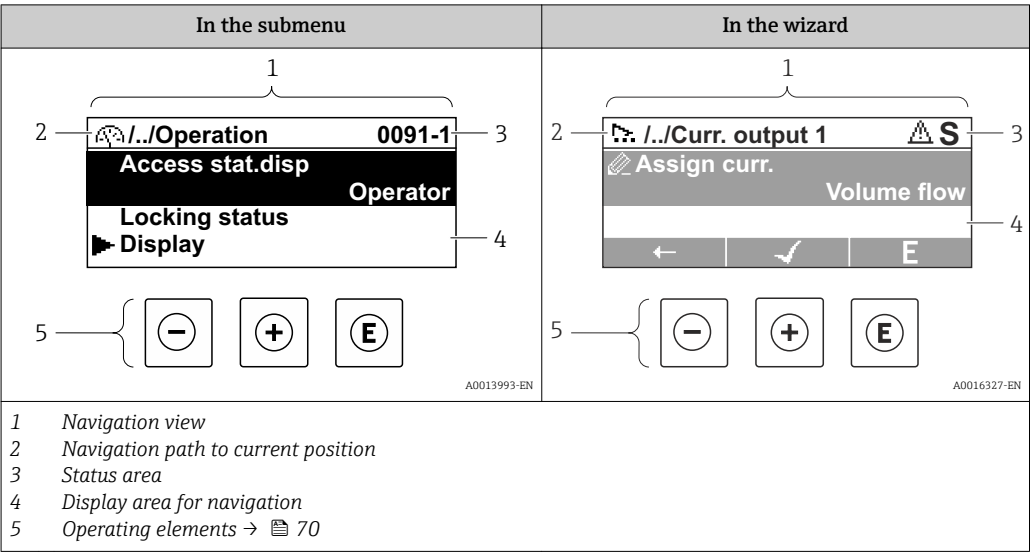 In the submenu
In the wizard
1
2
/../Operation 0091-1
3
Access stat.disp
Operator
Locking status
Display
4
5
- + E
A0013993-EN
1
2
/../Curr. output 1 S
3
Assign curr.
Volume flow
4
← ✓ E
5
- + E
A0016327-EN
1 Navigation view
2 Navigation path to current position
3 Status area
4 Display area for navigation
5 Operating elements → 70